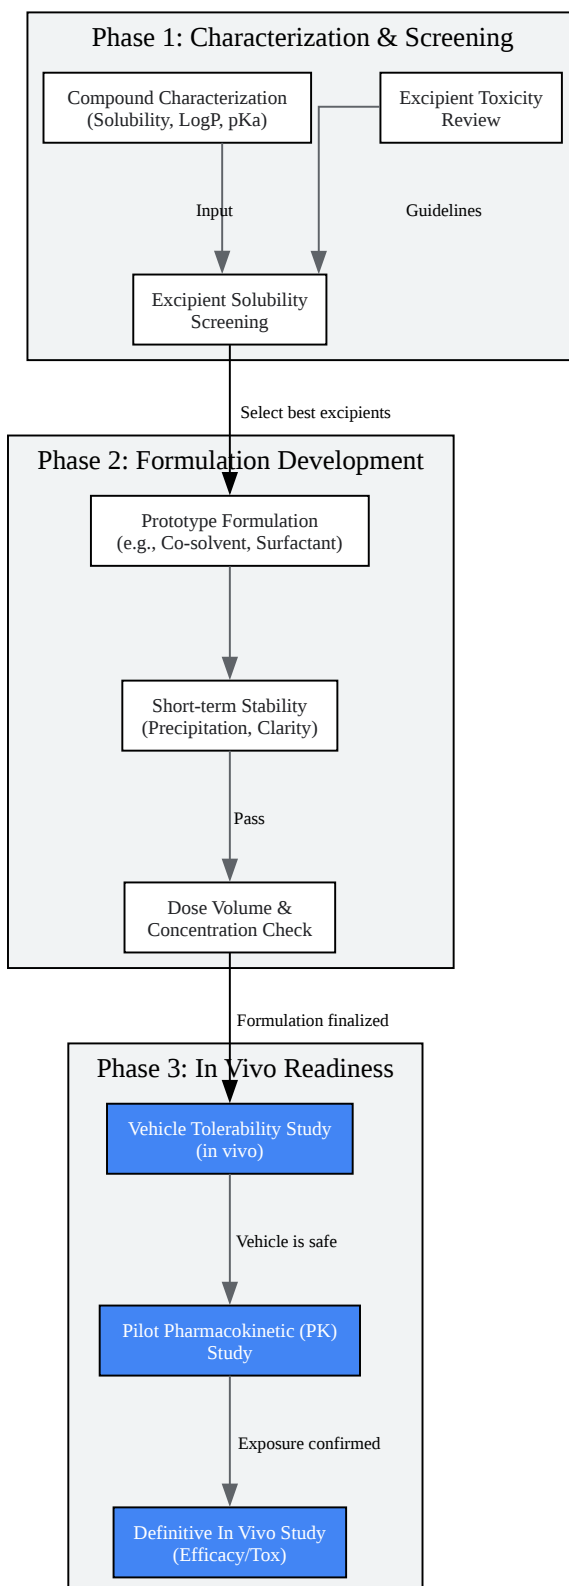 Phase 1: Characterization & Screening
Compound Characterization
(Solubility, LogP, pKa)
Excipient Toxicity
Review
Input
Guidelines
Excipient Solubility
Screening
Select best excipients
Phase 2: Formulation Development
Prototype Formulation
(e.g., Co-solvent, Surfactant)
Short-term Stability
(Precipitation, Clarity)
Pass
Dose Volume &
Concentration Check
Formulation finalized
Phase 3: In Vivo Readiness
Vehicle Tolerability Study
(in vivo)
Vehicle is safe
Pilot Pharmacokinetic (PK)
Study
Exposure confirmed
Definitive In Vivo Study
(Efficacy/Tox)